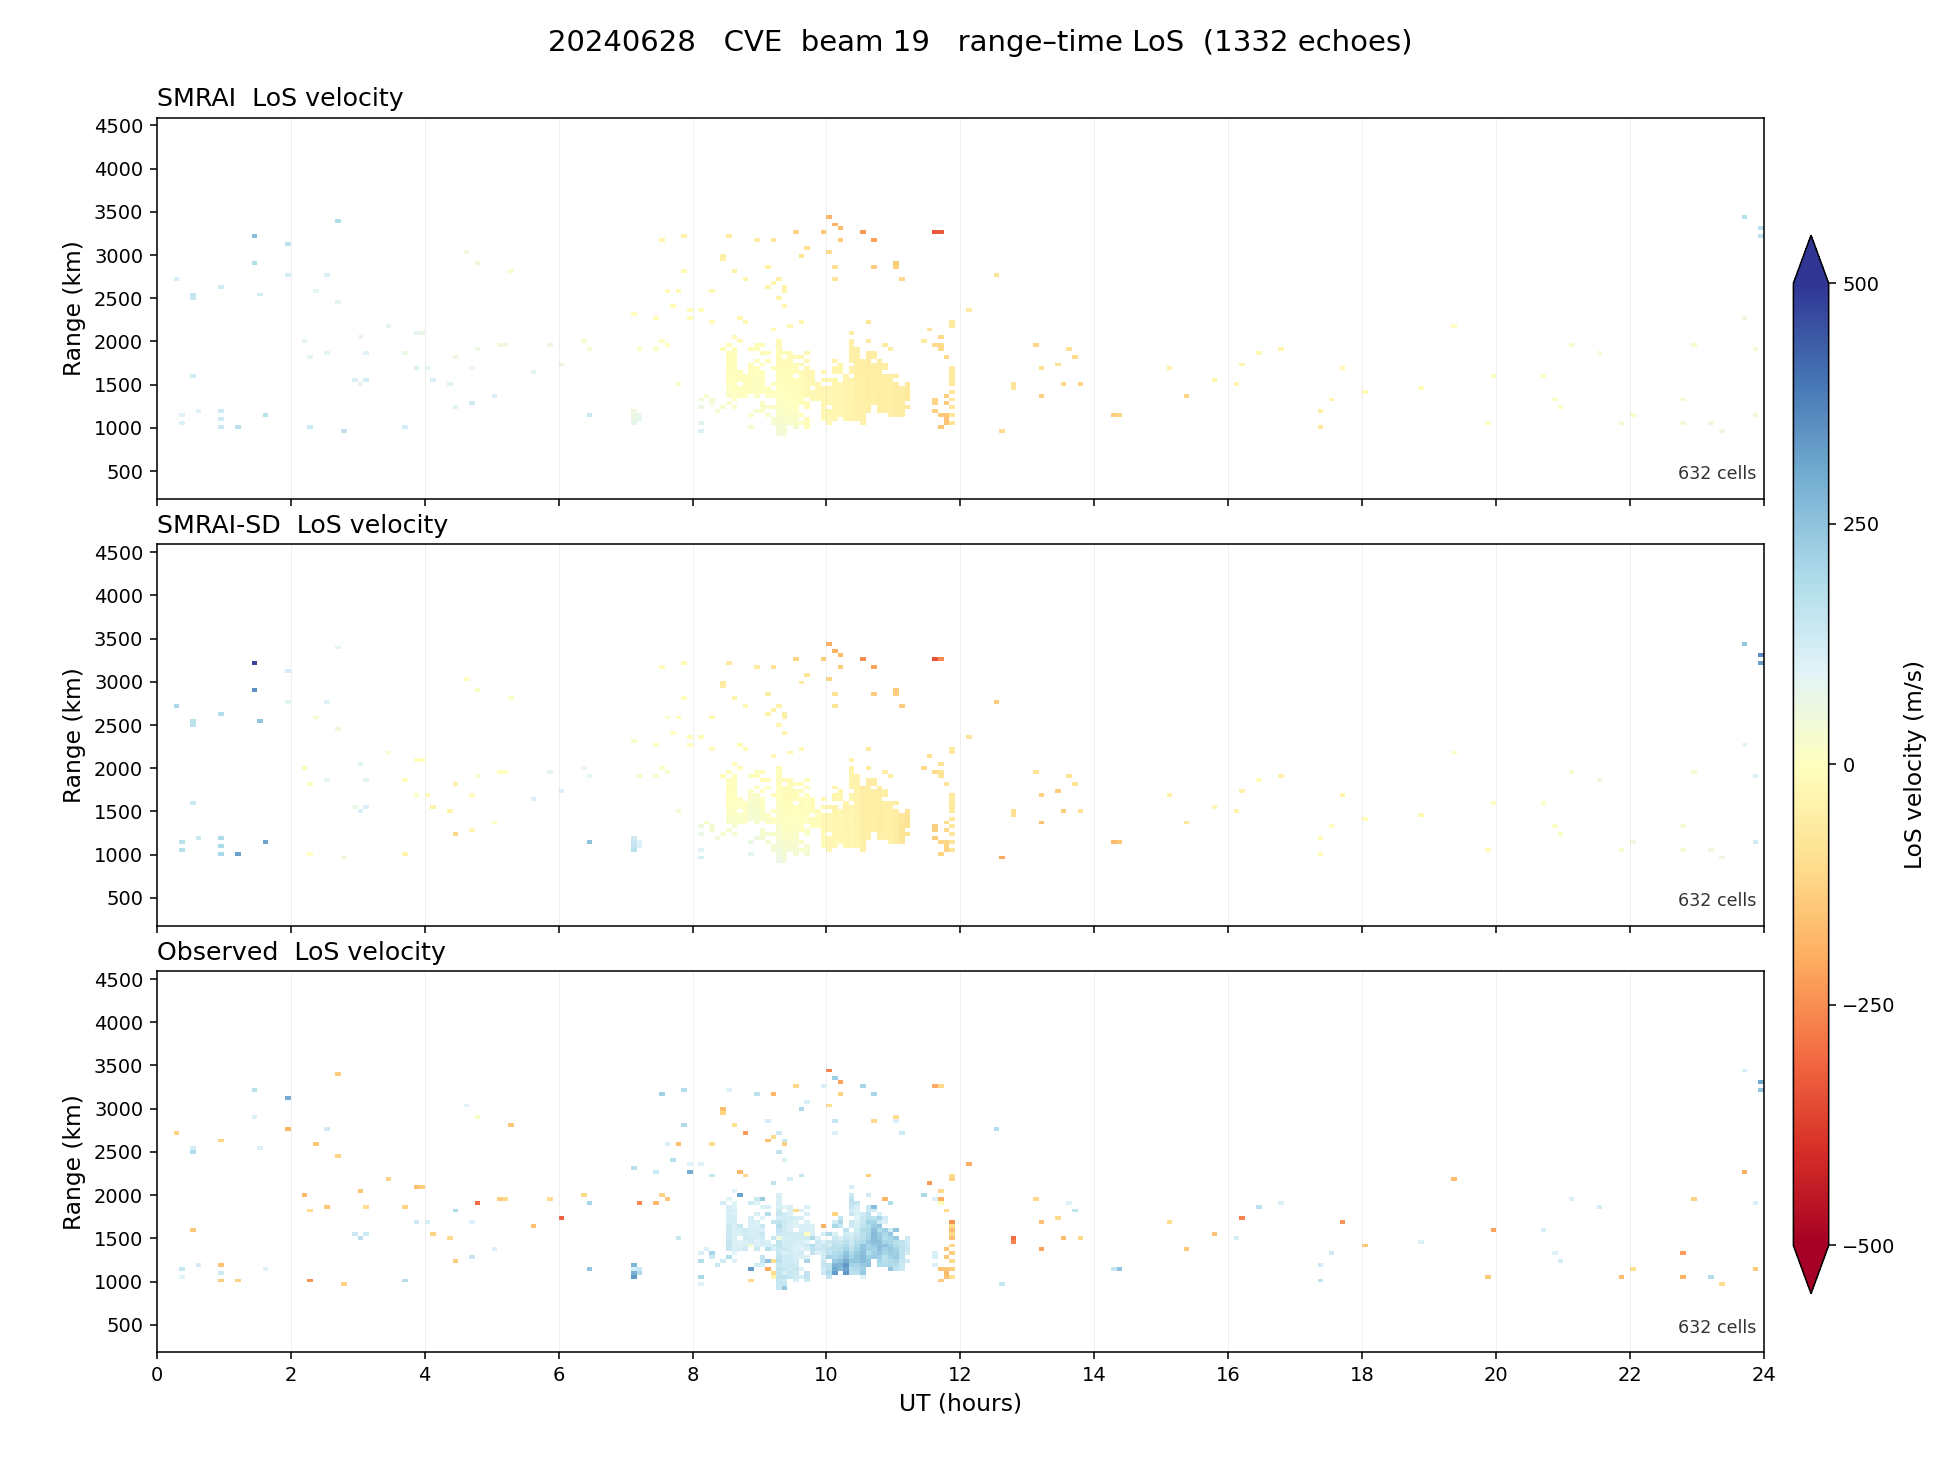 20240628   CVE  beam 19   range–time LoS  (1332 echoes)
SMRAI  LoS velocity
4500
4000
3500
3000
2500
2000
1500
1000
500
Range (km)
632 cells
SMRAI-SD  LoS velocity
4500
4000
3500
3000
2500
2000
1500
1000
500
Range (km)
632 cells
Observed  LoS velocity
4500
4000
3500
3000
2500
2000
1500
1000
500
Range (km)
632 cells
0 2 4 6 8 10 12 14 16 18 20 22 24
UT (hours)
500
250
0
−250
−500
LoS velocity (m/s)